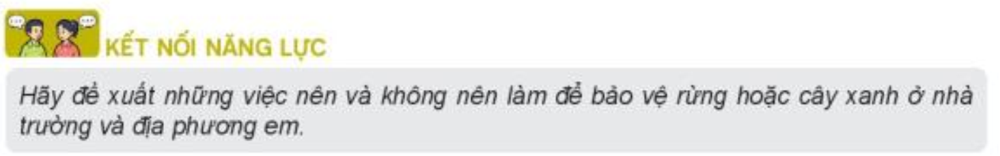 KẾT NỐI NĂNG LỰC
Hãy đề xuất những việc nên và không nên làm để bảo vệ rừng hoặc cây xanh ở nhà
trường và địa phương em.